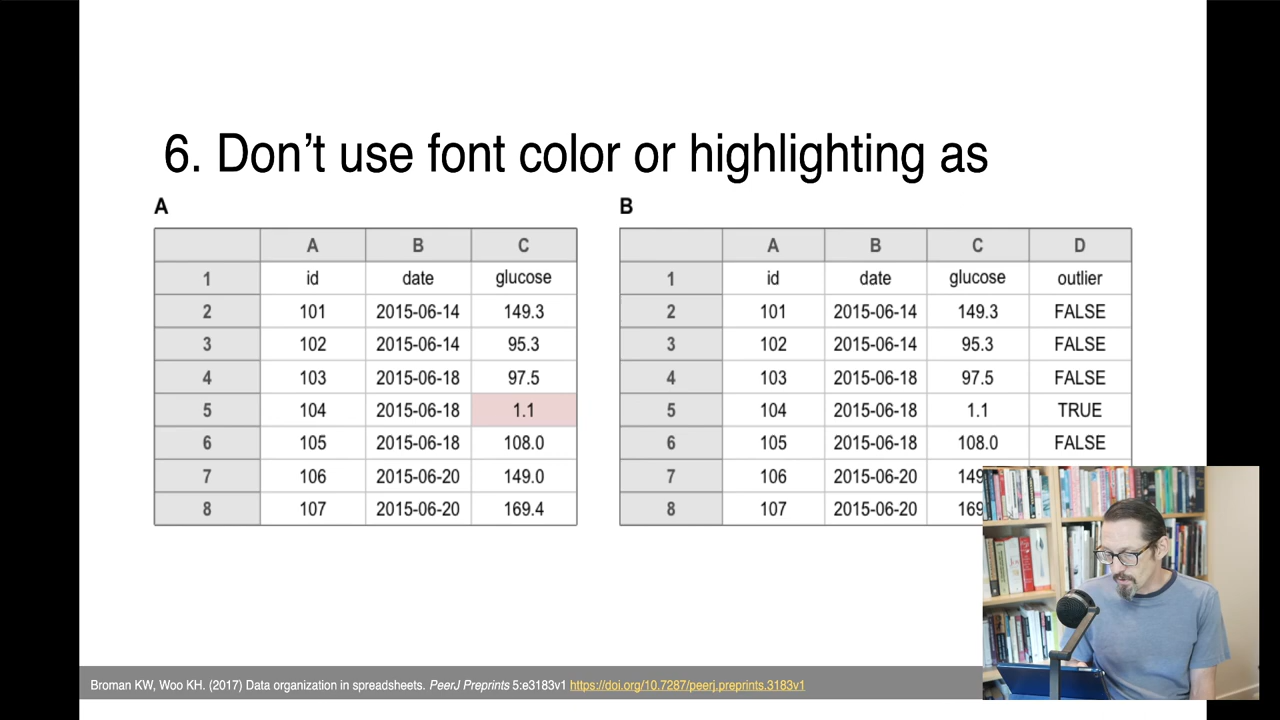 6. Don't use font color or highlighting as
A
A B C
1 id date glucose
2 101 2015-06-14 149.3
3 102 2015-06-14 95.3
4 103 2015-06-18 97.5
5 104 2015-06-18 1.1
6 105 2015-06-18 108.0
7 106 2015-06-20 149.0
8 107 2015-06-20 169.4
B
A B C D
1 id date glucose outlier
2 101 2015-06-14 149.3 FALSE
3 102 2015-06-14 95.3 FALSE
4 103 2015-06-18 97.5 FALSE
5 104 2015-06-18 1.1 TRUE
6 105 2015-06-18 108.0 FALSE
7 106 2015-06-20 149
8 107 2015-06-20 169
Broman KW, Woo KH. (2017) Data organization in spreadsheets. PeerJ Preprints 5:e3183v1 https://doi.org/10.7287/peerj.preprints.3183v1